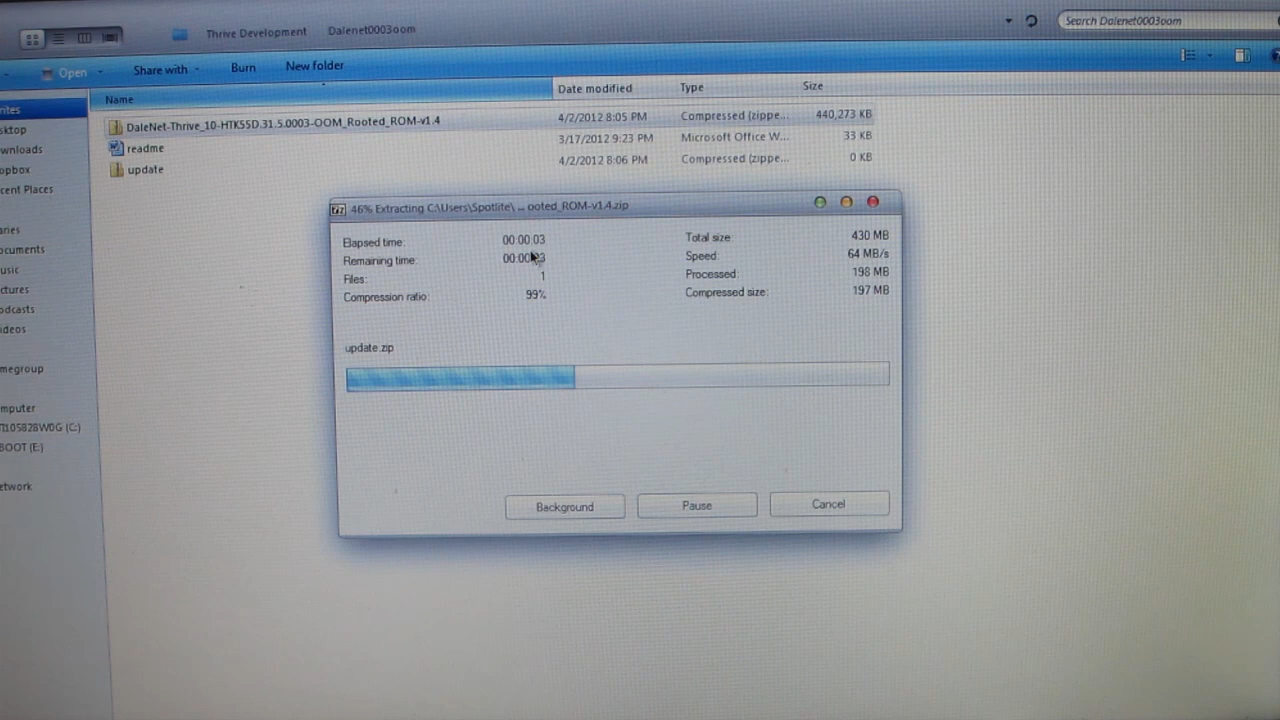 Thrive Development Dalenet0003oom Search Dalenet0003oom
Open Share with Burn New folder
Name Date modified Type Size
DaleNet-Thrive_10-HTK55D.31.5.0003-OOM_Rooted_ROM-v1.4 4/2/2012 8:05 PM Compressed (zippe... 440,273 KB
readme 3/17/2012 9:23 PM Microsoft Office W... 33 KB
update 4/2/2012 8:06 PM Compressed (zippe... 0 KB
rites
sktop
wnloads
opbox
cent Places
aries
ocuments
usic
ctures
odcasts
ideos
megroup
mputer
(C:)
BOOT (E:)
etwork
46% Extracting C:\Users\Spotlite\ ... ooted_ROM-v1.4.zip
Elapsed time: 00:00:03 Total size: 430 MB
Remaining time: Speed: 64 MB/s
Files: 1 Processed: 198 MB
Compression ratio: 99% Compressed size: 197 MB
update.zip
Background Pause Cancel